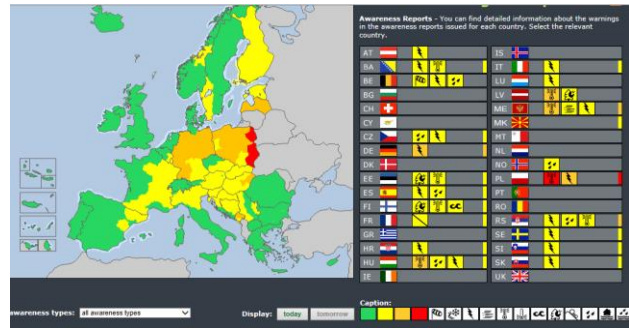 Awareness Reports - You can find detailed information about the warnings
in the awareness reports issued for each country. Select the relevant
country.
AT IS
BA IT
BE LU
BG LV
CH ME
CY MK
CZ MT
DE NL
DK NO
EE PL
ES PT
FI RO
FR RS
GR SE
HR SI
HU SK
IE UK
awareness types: all awareness types Display: today tomorrow
Caption: